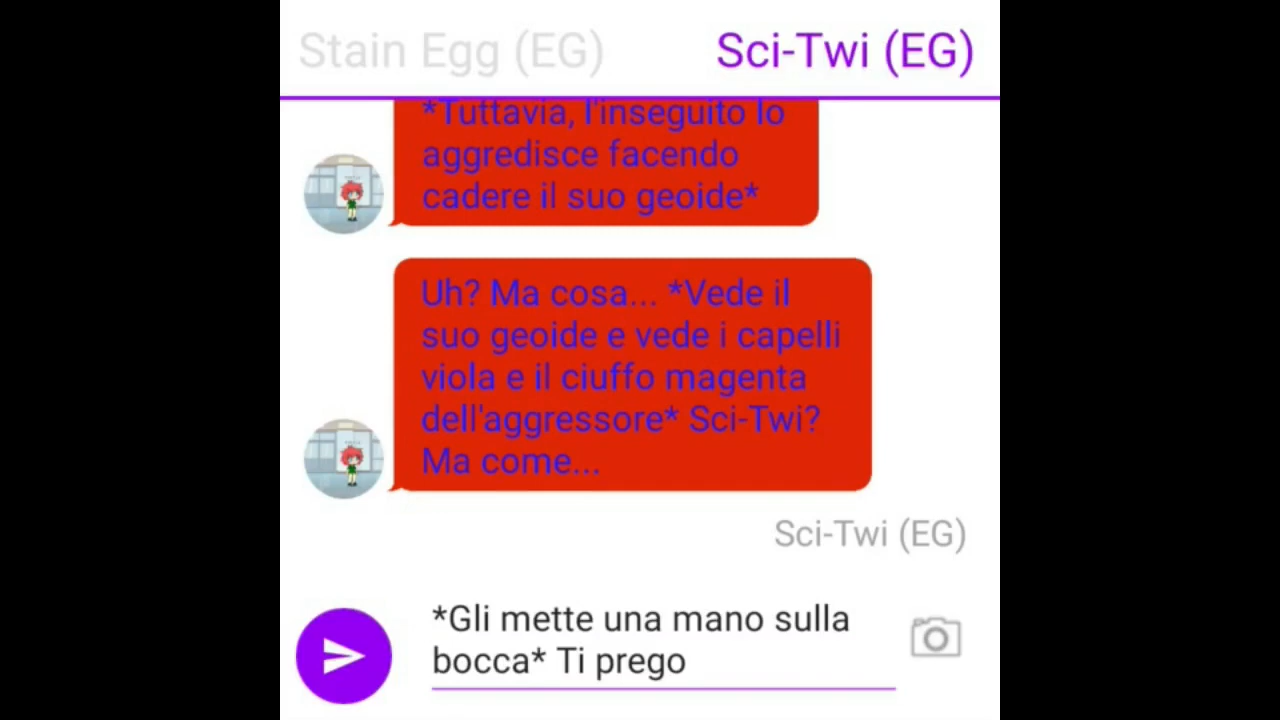 Stain Egg (EG) Sci-Twi (EG)
*Tuttavia, l'inseguito lo
aggredisce facendo
cadere il suo geoide*
Uh? Ma cosa... *Vede il
suo geoide e vede i capelli
viola e il ciuffo magenta
dell'aggressore* Sci-Twi?
Ma come...
Sci-Twi (EG)
*Gli mette una mano sulla
bocca* Ti prego